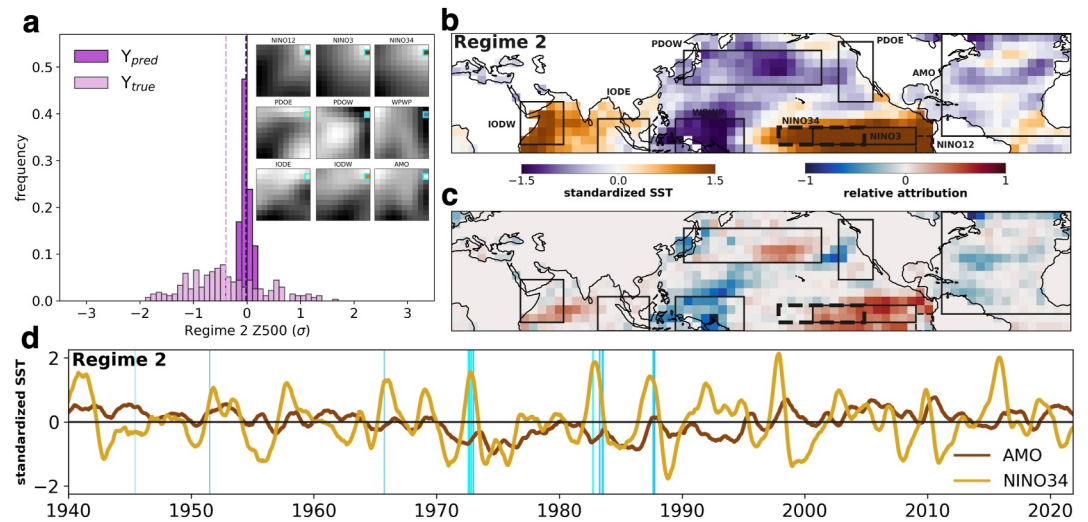 a
Y_pred
Y_true
frequency
0.5
0.4
0.3
0.2
0.1
0.0
NINO12 NINO3 NINO34
PDOE PDOW WPWP
IODE IODW AMO
−3 −2 −1 0 1 2 3
Regime 2 Z500 (σ)
b
Regime 2
PDOW
PDOE
AMO
IODE
IODW
WPWP
NINO34
NINO3
NINO12
−1.5 0.0 1.5
standardized SST
−1 0 1
relative attribution
c
d
Regime 2
standardized SST
2
0
−2
AMO
NINO34
1940 1950 1960 1970 1980 1990 2000 2010 2020